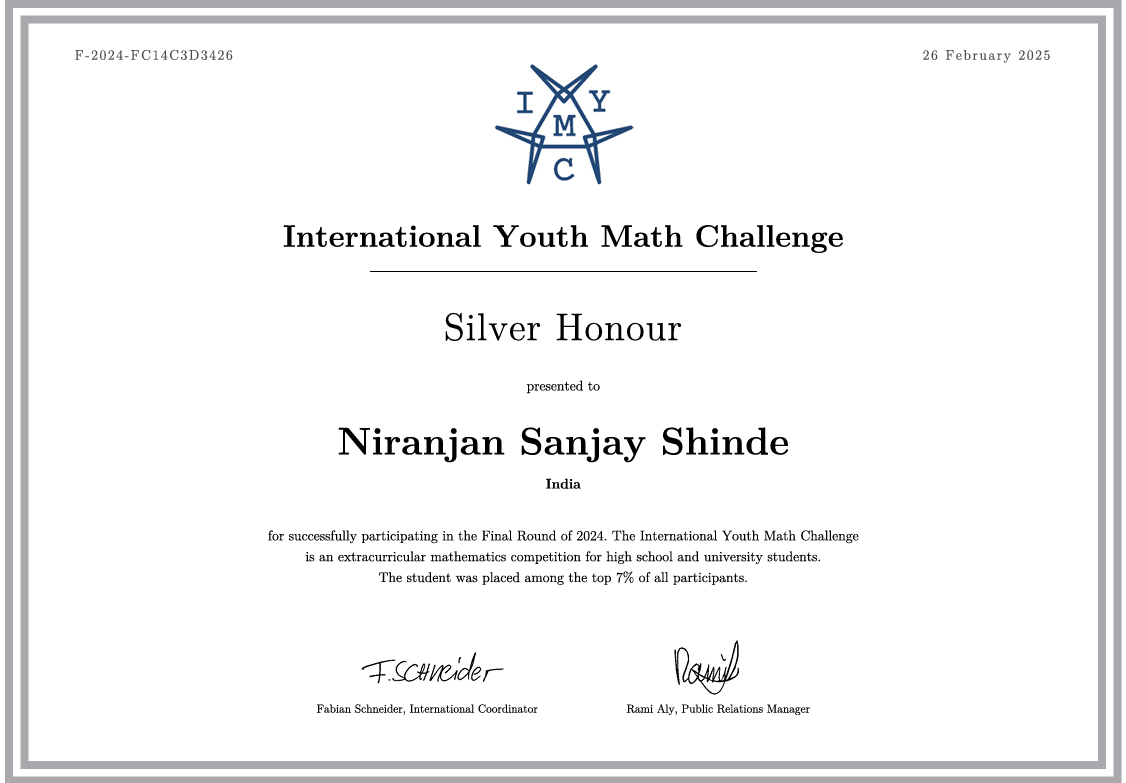 F-2024-FC14C3D3426
26 February 2025
I Y
M
C
International Youth Math Challenge
Silver Honour
presented to
Niranjan Sanjay Shinde
India
for successfully participating in the Final Round of 2024. The International Youth Math Challenge
is an extracurricular mathematics competition for high school and university students.
The student was placed among the top 7% of all participants.
F. Schneider
Rami
Fabian Schneider, International Coordinator
Rami Aly, Public Relations Manager